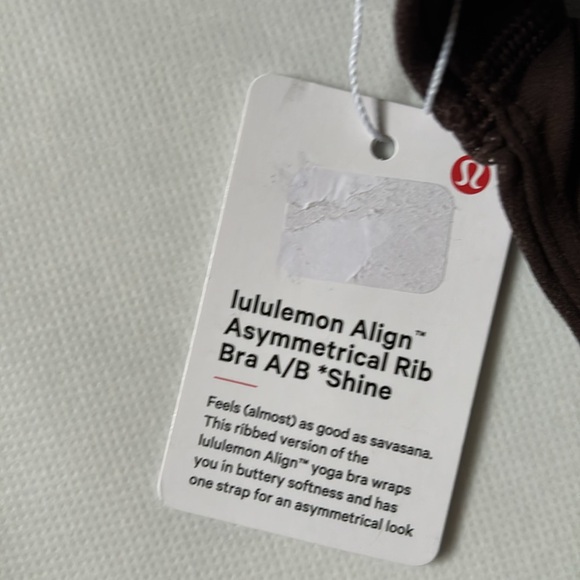 lululemon Align™
Asymmetrical Rib
Bra A/B *Shine
Feels (almost) as good as savasana.
This ribbed version of the
lululemon Align™ yoga bra wraps
you in buttery softness and has
one strap for an asymmetrical look